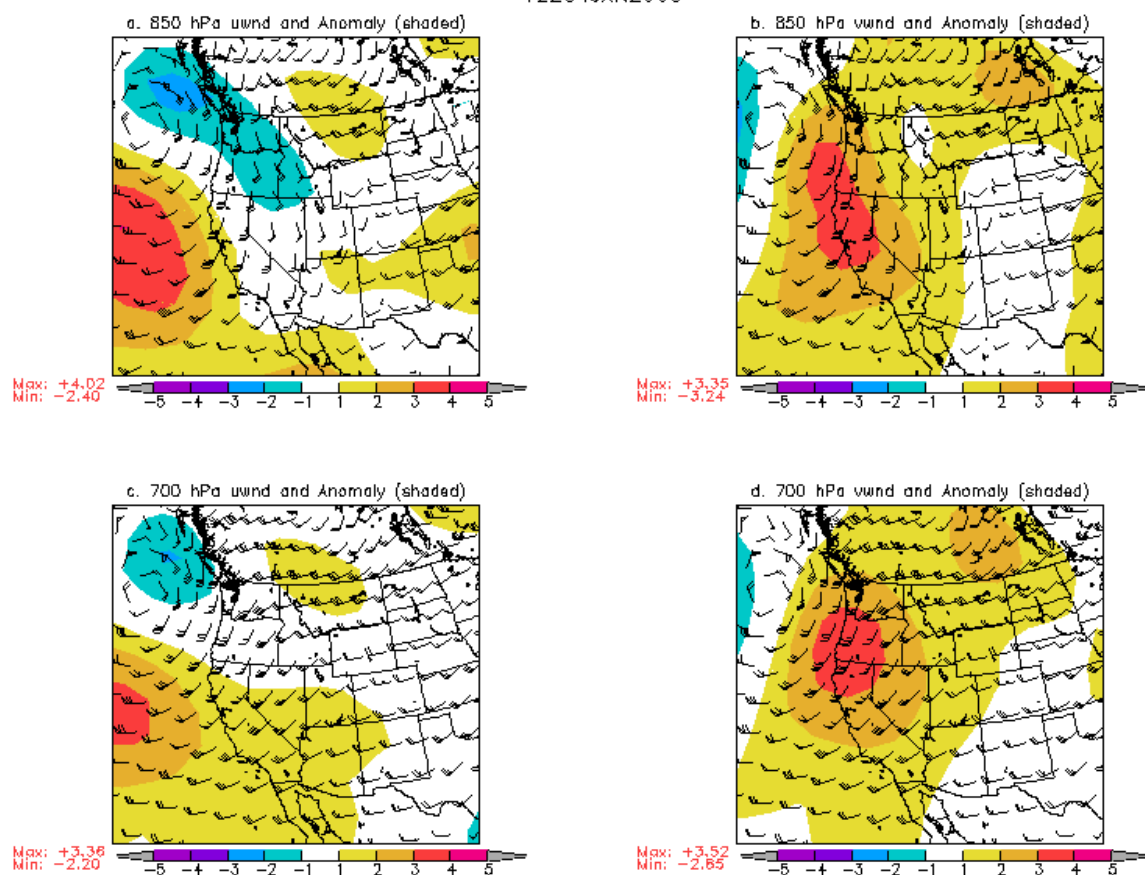 a. 850 hPa uwnd and Anomaly (shaded)
b. 850 hPa vwnd and Anomaly (shaded)
Max: +4.02
Min: -2.40
-5 -4 -3 -2 -1 1 2 3 4 5
Max: +3.35
Min: -3.24
-5 -4 -3 -2 -1 1 2 3 4 5
c. 700 hPa uwnd and Anomaly (shaded)
d. 700 hPa vwnd and Anomaly (shaded)
Max: +3.36
Min: -2.20
-5 -4 -3 -2 -1 1 2 3 4 5
Max: +3.52
Min: -2.65
-5 -4 -3 -2 -1 1 2 3 4 5